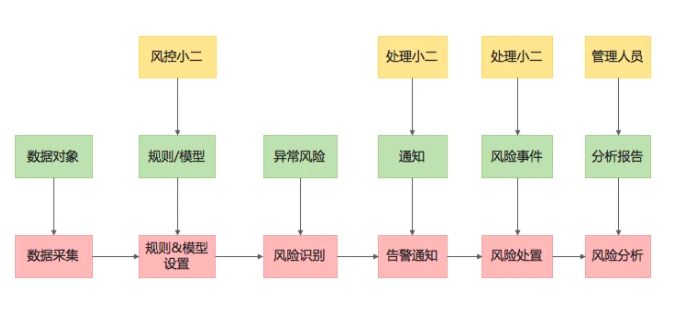 风控小二
处理小二
处理小二
管理人员
数据对象
规则/模型
异常风险
通知
风险事件
分析报告
数据采集
规则&模型
设置
风险识别
告警通知
风险处置
风险分析